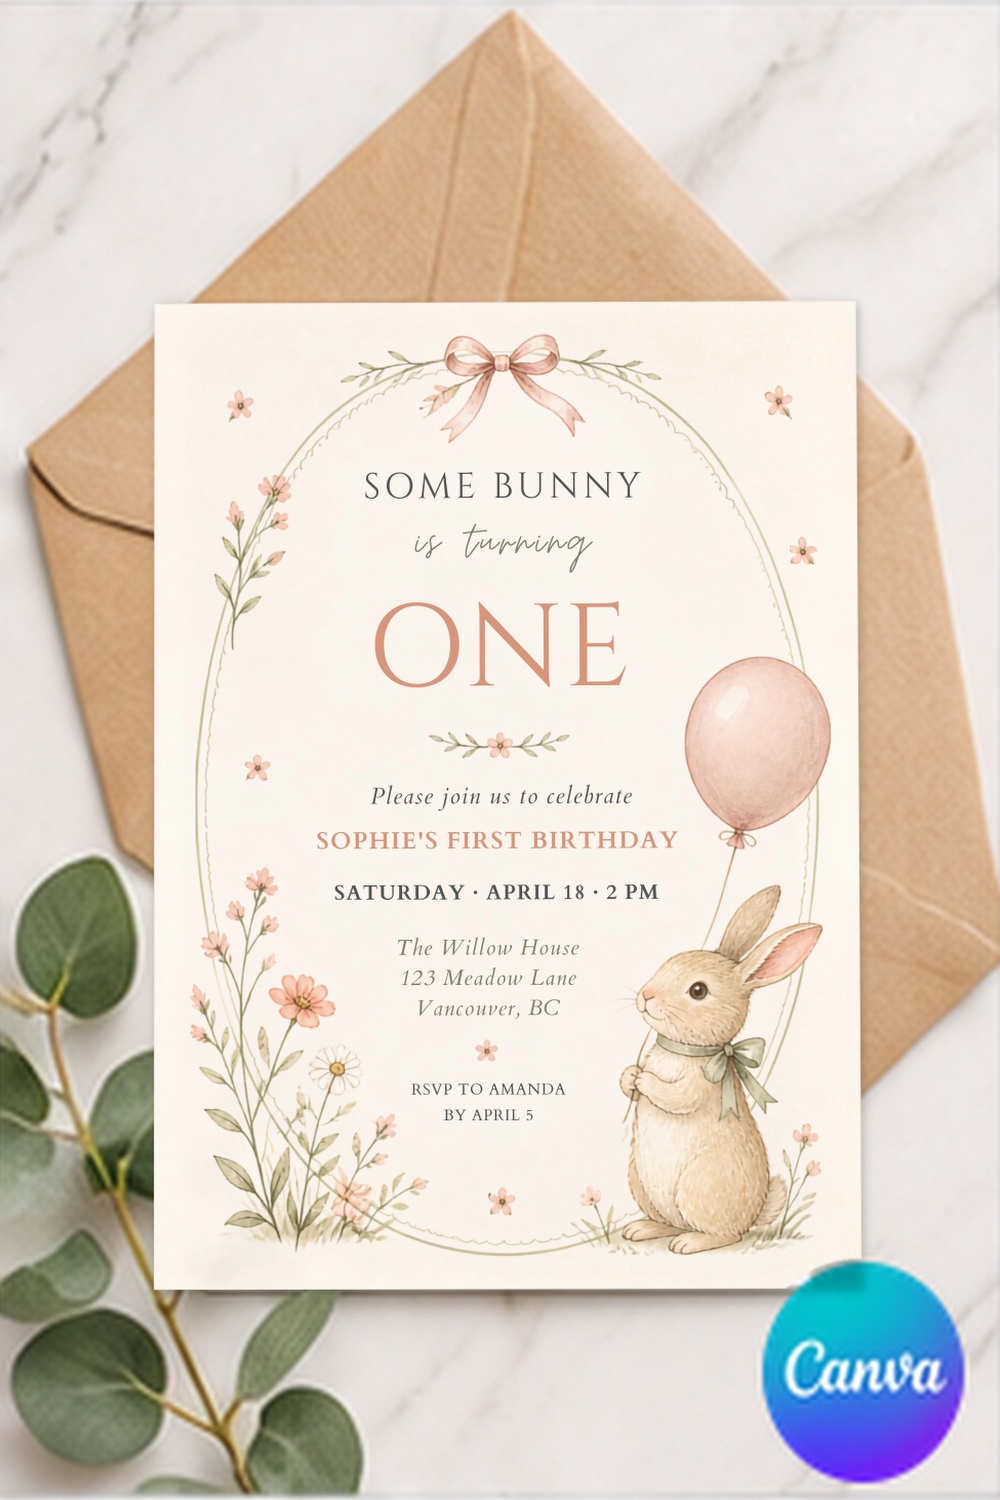 SOME BUNNY
is turning
ONE
Please join us to celebrate
SOPHIE'S FIRST BIRTHDAY
SATURDAY · APRIL 18 · 2 PM
The Willow House
123 Meadow Lane
Vancouver, BC
RSVP TO AMANDA
BY APRIL 5
Canva